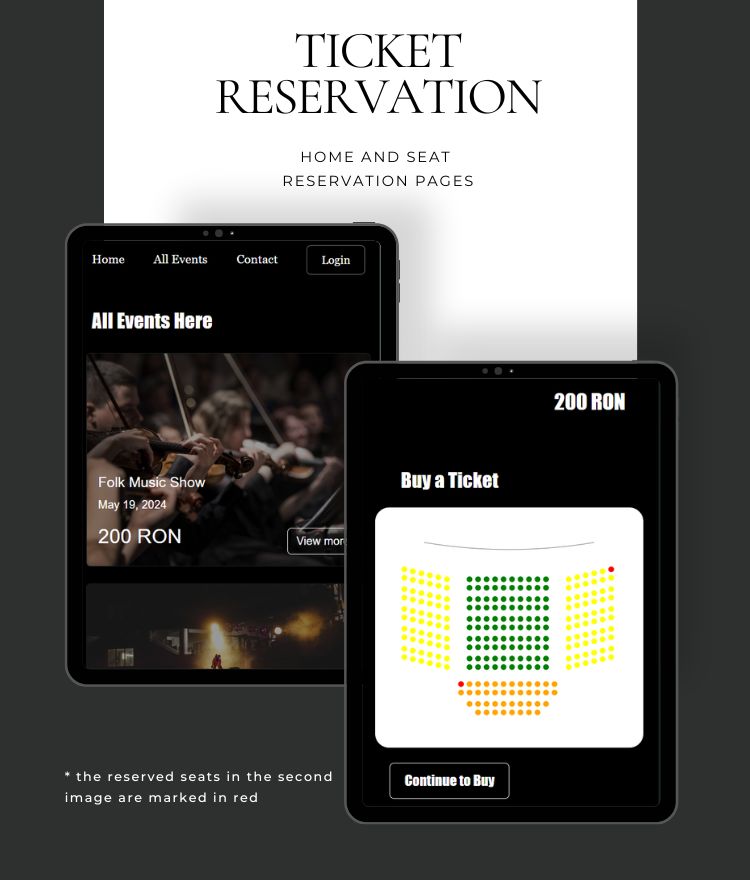 TICKET
RESERVATION
HOME AND SEAT
RESERVATION PAGES
Home All Events Contact Login
All Events Here
Folk Music Show
May 19, 2024
200 RON
View mor
200 RON
Buy a Ticket
Continue to Buy
* the reserved seats in the second
image are marked in red